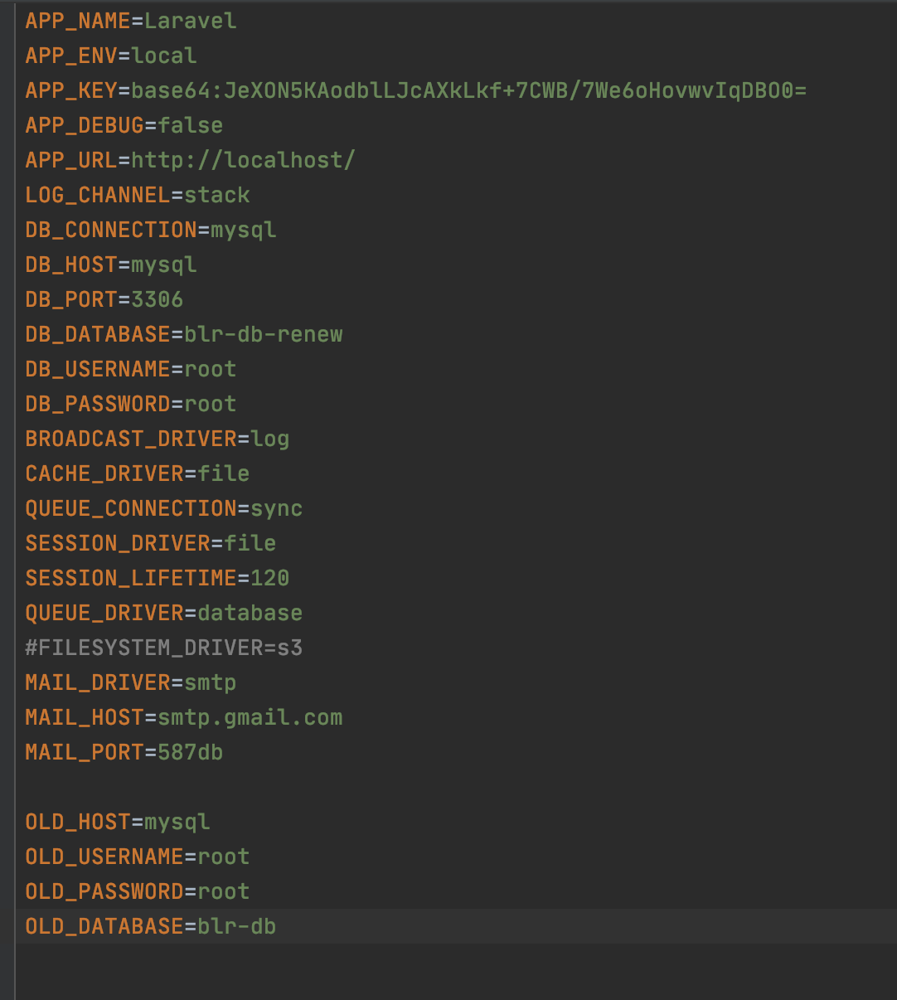 APP_NAME=Laravel
APP_ENV=local
APP_KEY=base64:JeXON5KAodblLJcAXkLkf+7CWB/7We6oHovwvIqDBO0=
APP_DEBUG=false
APP_URL=http://localhost/
LOG_CHANNEL=stack
DB_CONNECTION=mysql
DB_HOST=mysql
DB_PORT=3306
DB_DATABASE=blr-db-renew
DB_USERNAME=root
DB_PASSWORD=root
BROADCAST_DRIVER=log
CACHE_DRIVER=file
QUEUE_CONNECTION=sync
SESSION_DRIVER=file
SESSION_LIFETIME=120
QUEUE_DRIVER=database
#FILESYSTEM_DRIVER=s3
MAIL_DRIVER=smtp
MAIL_HOST=smtp.gmail.com
MAIL_PORT=587db

OLD_HOST=mysql
OLD_USERNAME=root
OLD_PASSWORD=root
OLD_DATABASE=blr-db